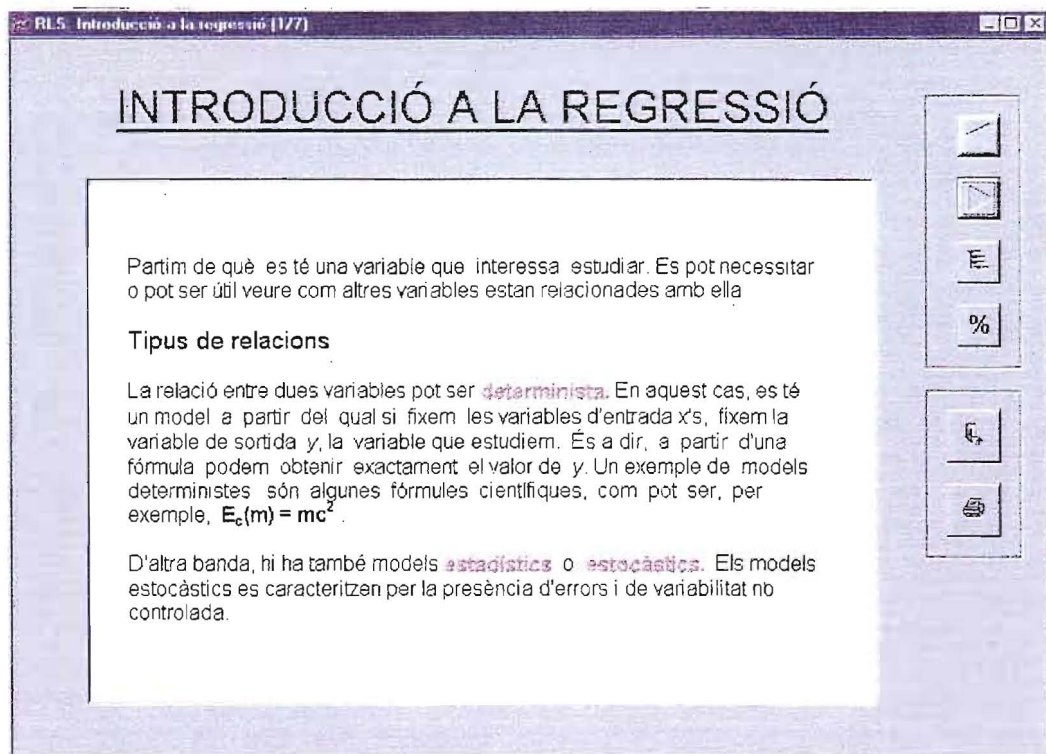 RLS. Introducció a la regressió (1/7)
INTRODUCCIÓ A LA REGRESSIÓ
Partim de què es té una variable que interessa estudiar. Es pot necessitar
o pot ser útil veure com altres variables estan relacionades amb ella
Tipus de relacions
La relació entre dues variables pot ser determinista. En aquest cas, es té
un model a partir del qual si fixem les variables d'entrada x's, fixem la
variable de sortida y, la variable que estudiem. És a dir, a partir d'una
fórmula podem obtenir exactament el valor de y. Un exemple de models
deterministes són algunes fórmules científiques, com pot ser, per
exemple, E_c(m) = mc².
D'altra banda, hi ha també models estadístics o estocàstics. Els models
estocàstics es caracteritzen per la presència d'errors i de variabilitat no
controlada.
%